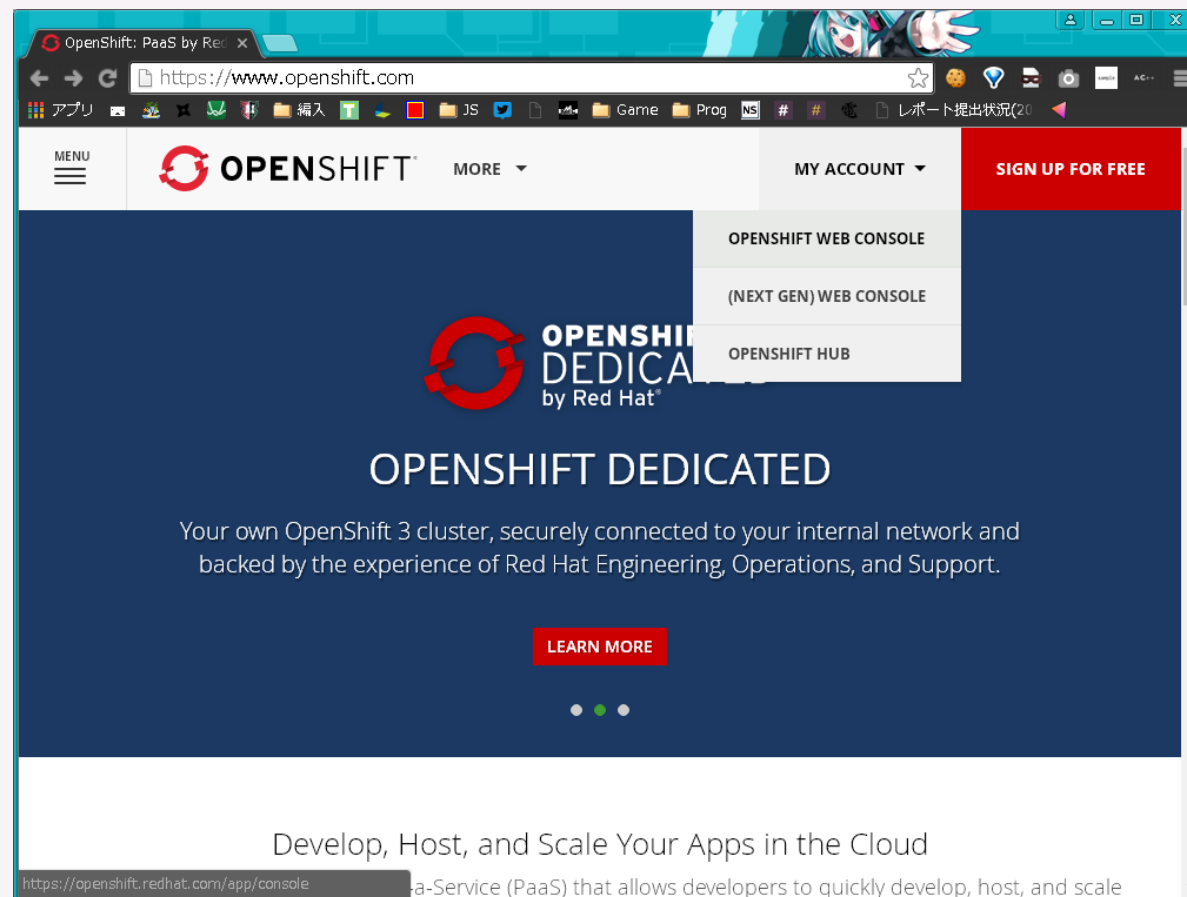 OpenShift: PaaS by Red
https://www.openshift.com
アプリ 編入 T JS Game Prog NS # # レポート提出状況(20
MENU
OPENSHIFT
MORE
MY ACCOUNT
SIGN UP FOR FREE
OPENSHIFT WEB CONSOLE
(NEXT GEN) WEB CONSOLE
OPENSHIFT HUB
DEDICA
by Red Hat®
OPENSHIFT DEDICATED
Your own OpenShift 3 cluster, securely connected to your internal network and
backed by the experience of Red Hat Engineering, Operations, and Support.
LEARN MORE
Develop, Host, and Scale Your Apps in the Cloud
https://openshift.redhat.com/app/console
-a-Service (PaaS) that allows developers to quickly develop, host, and scale